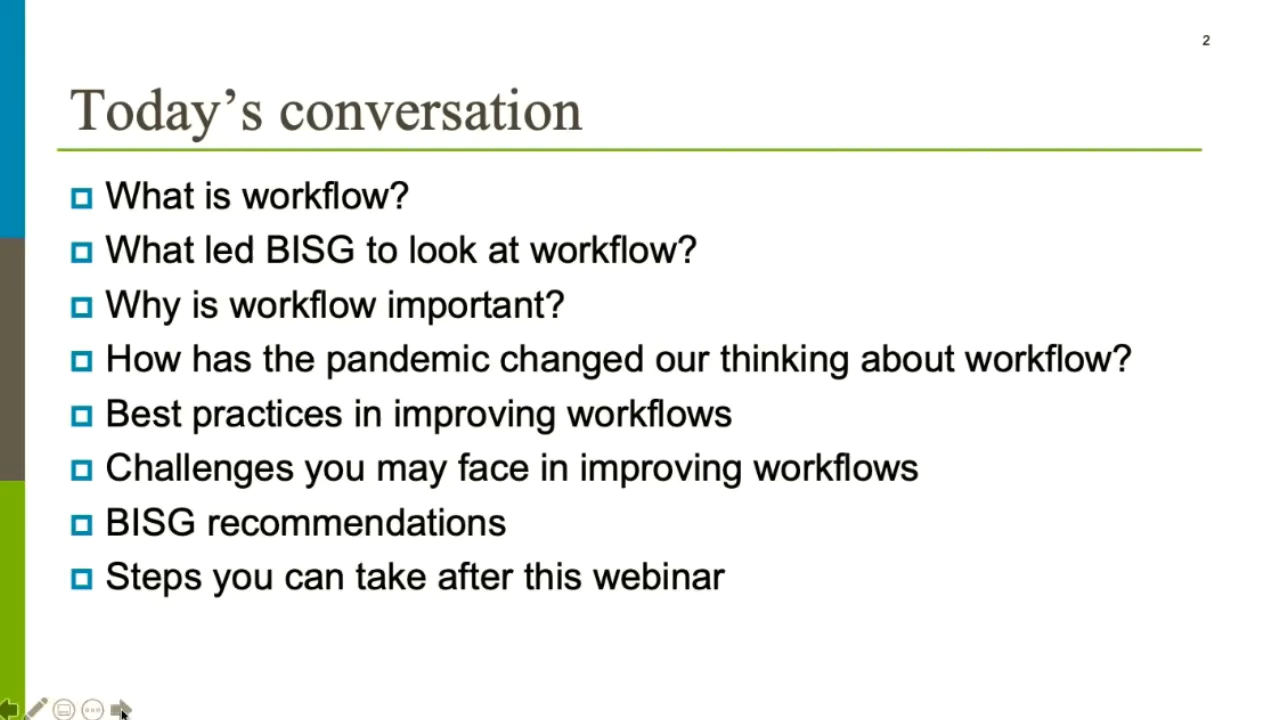 2
Today’s conversation
What is workflow?
What led BISG to look at workflow?
Why is workflow important?
How has the pandemic changed our thinking about workflow?
Best practices in improving workflows
Challenges you may face in improving workflows
BISG recommendations
Steps you can take after this webinar